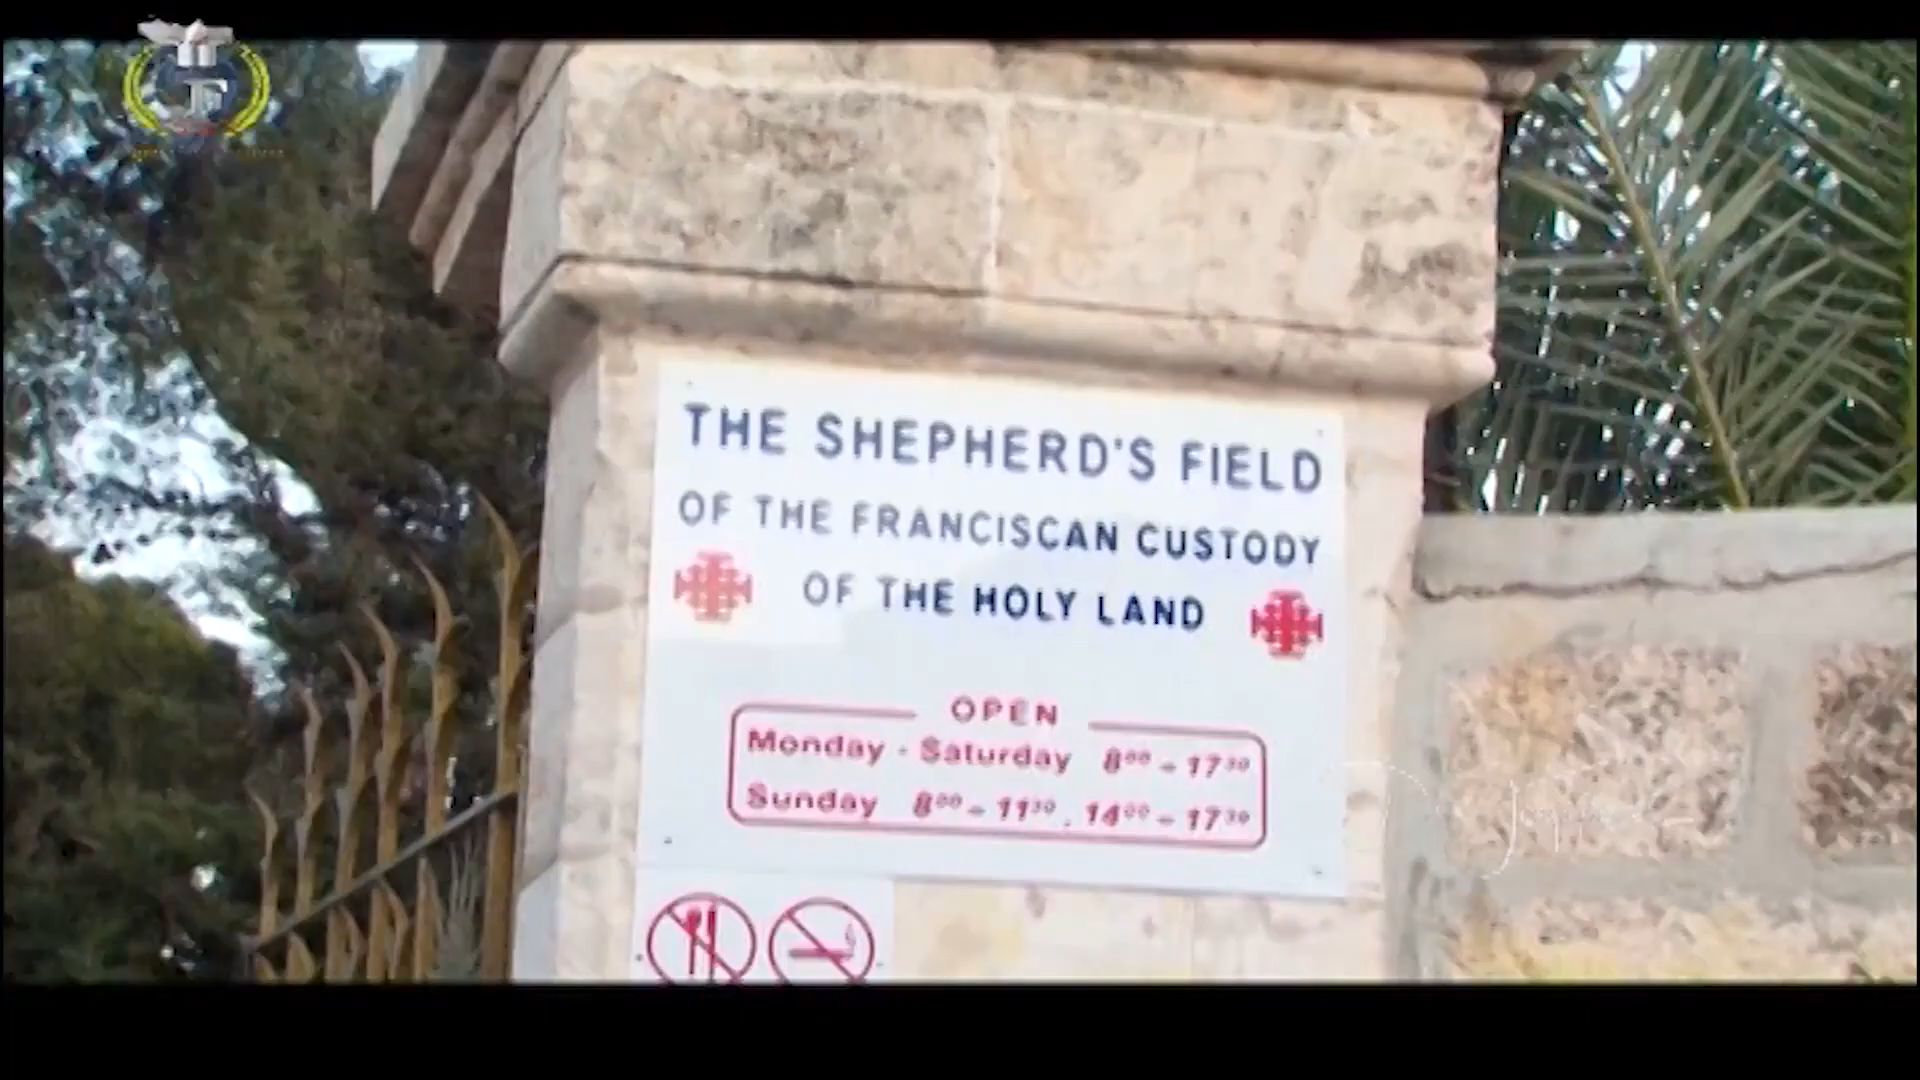 THE SHEPHERD'S FIELD
OF THE FRANCISCAN CUSTODY
OF THE HOLY LAND
OPEN
Monday - Saturday 8⁰⁰ - 17³⁰
Sunday 8⁰⁰ - 11³⁰ . 14⁰⁰ - 17³⁰